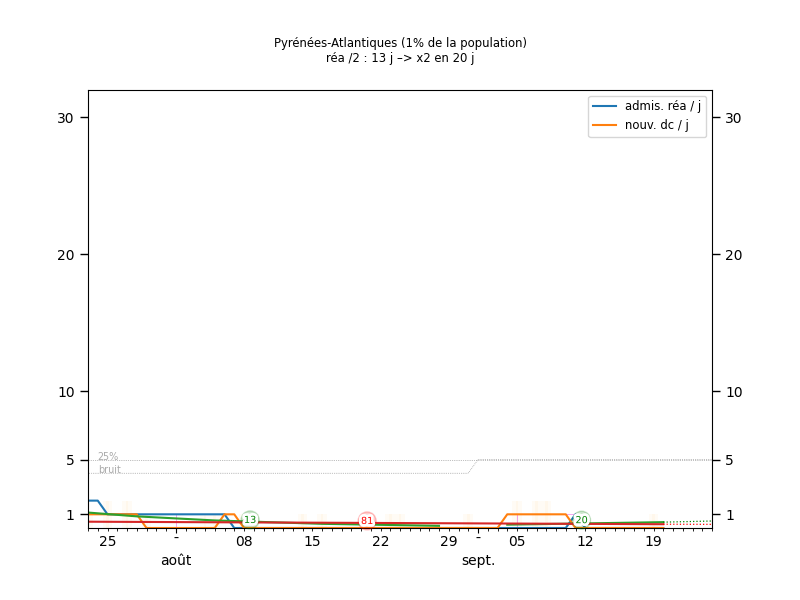 Pyrénées-Atlantiques (1% de la population)
réa /2 : 13 j –> x2 en 20 j
admis. réa / j
nouv. dc / j
30 30
20 20
10 10
5 5
1 1
25%
bruit
13 81 20
25 - 08 15 22 29 - 05 12 19
août sept.